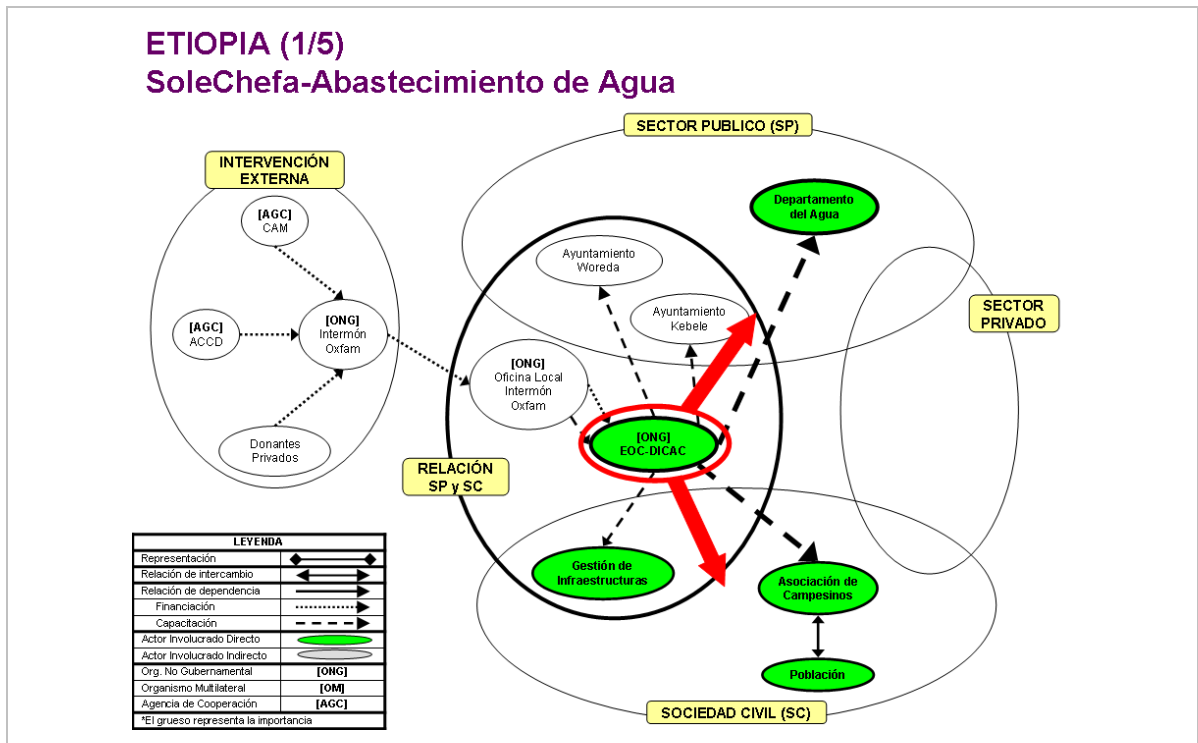 ETIOPIA (1/5)
SoleChefa-Abastecimiento de Agua
SECTOR PUBLICO (SP)
INTERVENCIÓN
EXTERNA
[AGC]
CAM
Departamento
del Agua
Ayuntamiento
Woreda
[AGC]
ACCD
[ONG]
Intermón
Oxfam
Ayuntamiento
Kebele
SECTOR
PRIVADO
[ONG]
Oficina Local
Intermón
Oxfam
Donantes
Privados
[ONG]
EOC-DICAC
RELACIÓN
SP y SC
Gestión de
Infraestructuras
Asociación de
Campesinos
Población
SOCIEDAD CIVIL (SC)
LEYENDA
Representación
Relación de intercambio
Relación de dependencia
Financiación
Capacitación
Actor Involucrado Directo
Actor Involucrado Indirecto
Org. No Gubernamental [ONG]
Organismo Multilateral [OM]
Agencia de Cooperación [AGC]
*El grueso representa la importancia